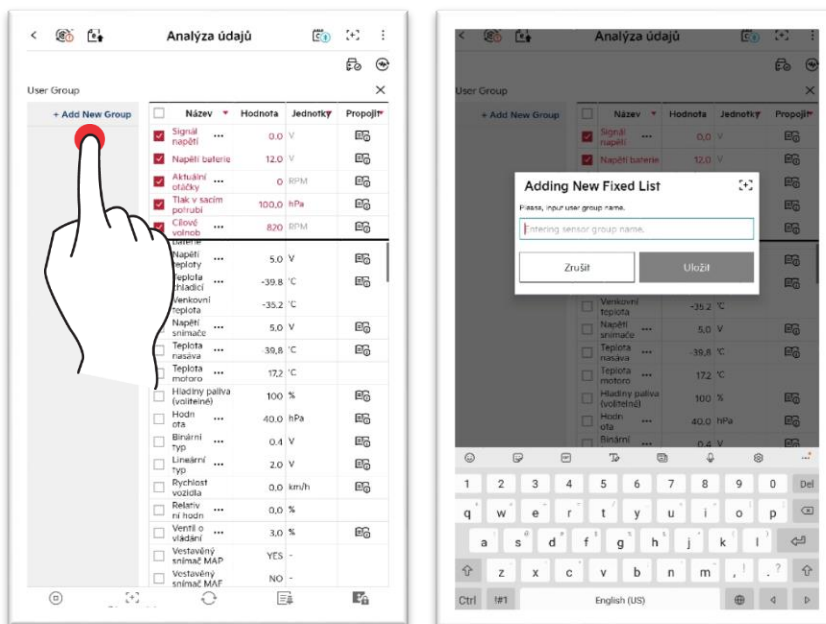 Analýza údajů
User Group
+ Add New Group
Název Hodnota Jednotky Propojit
Signál napětí ... 0.0 V
Napětí baterie 12.0 V
Aktuální otáčky ... 0 RPM
Tlak v sacím potrubí 100,0 hPa
Cílové volnob ... 820 RPM
baterie
Napětí teploty ... 5.0 V
Teplota chladicí ... -39.8 °C
Venkovní teplota -35.2 °C
Napětí snímače ... 5,0 V
Teplota nasáva ... -39,8 °C
Teplota motoro ... 17,2 °C
Hladiny paliva (volitelné) 100 %
Hodn ota ... 40.0 hPa
Binární typ ... 0.4 V
Lineární typ ... 2.0 V
Rychlost vozidla 0,0 km/h
Relativ ní hodn ... 0,0 %
Ventil o vládání ... 3,0 %
Vestavěný snímač MAP YES -
Vestavěný snímač MAF NO -
Analýza údajů
User Group
+ Add New Group
Název Hodnota Jednotky Propojit
Signál napětí ... 0,0 V
Napětí baterie 12.0 V
Adding New Fixed List
Please, input user group name.
Entering sensor group name.
Zrušit Uložit
Venkovní teplota -35.2 °C
Napětí snímače ... 5,0 V
Teplota nasáva ... -39,8 °C
Teplota motoro ... 17,2 °C
Hladiny paliva (volitelné) 100 %
Hodn ota ... 40,0 hPa
Binární ... 0.4 V
1 2 3 4 5 6 7 8 9 0 Del
q w e r t y u i o p
a s d f g h j k l
z x c v b n m , ! . ?
Ctrl !#1 English (US)